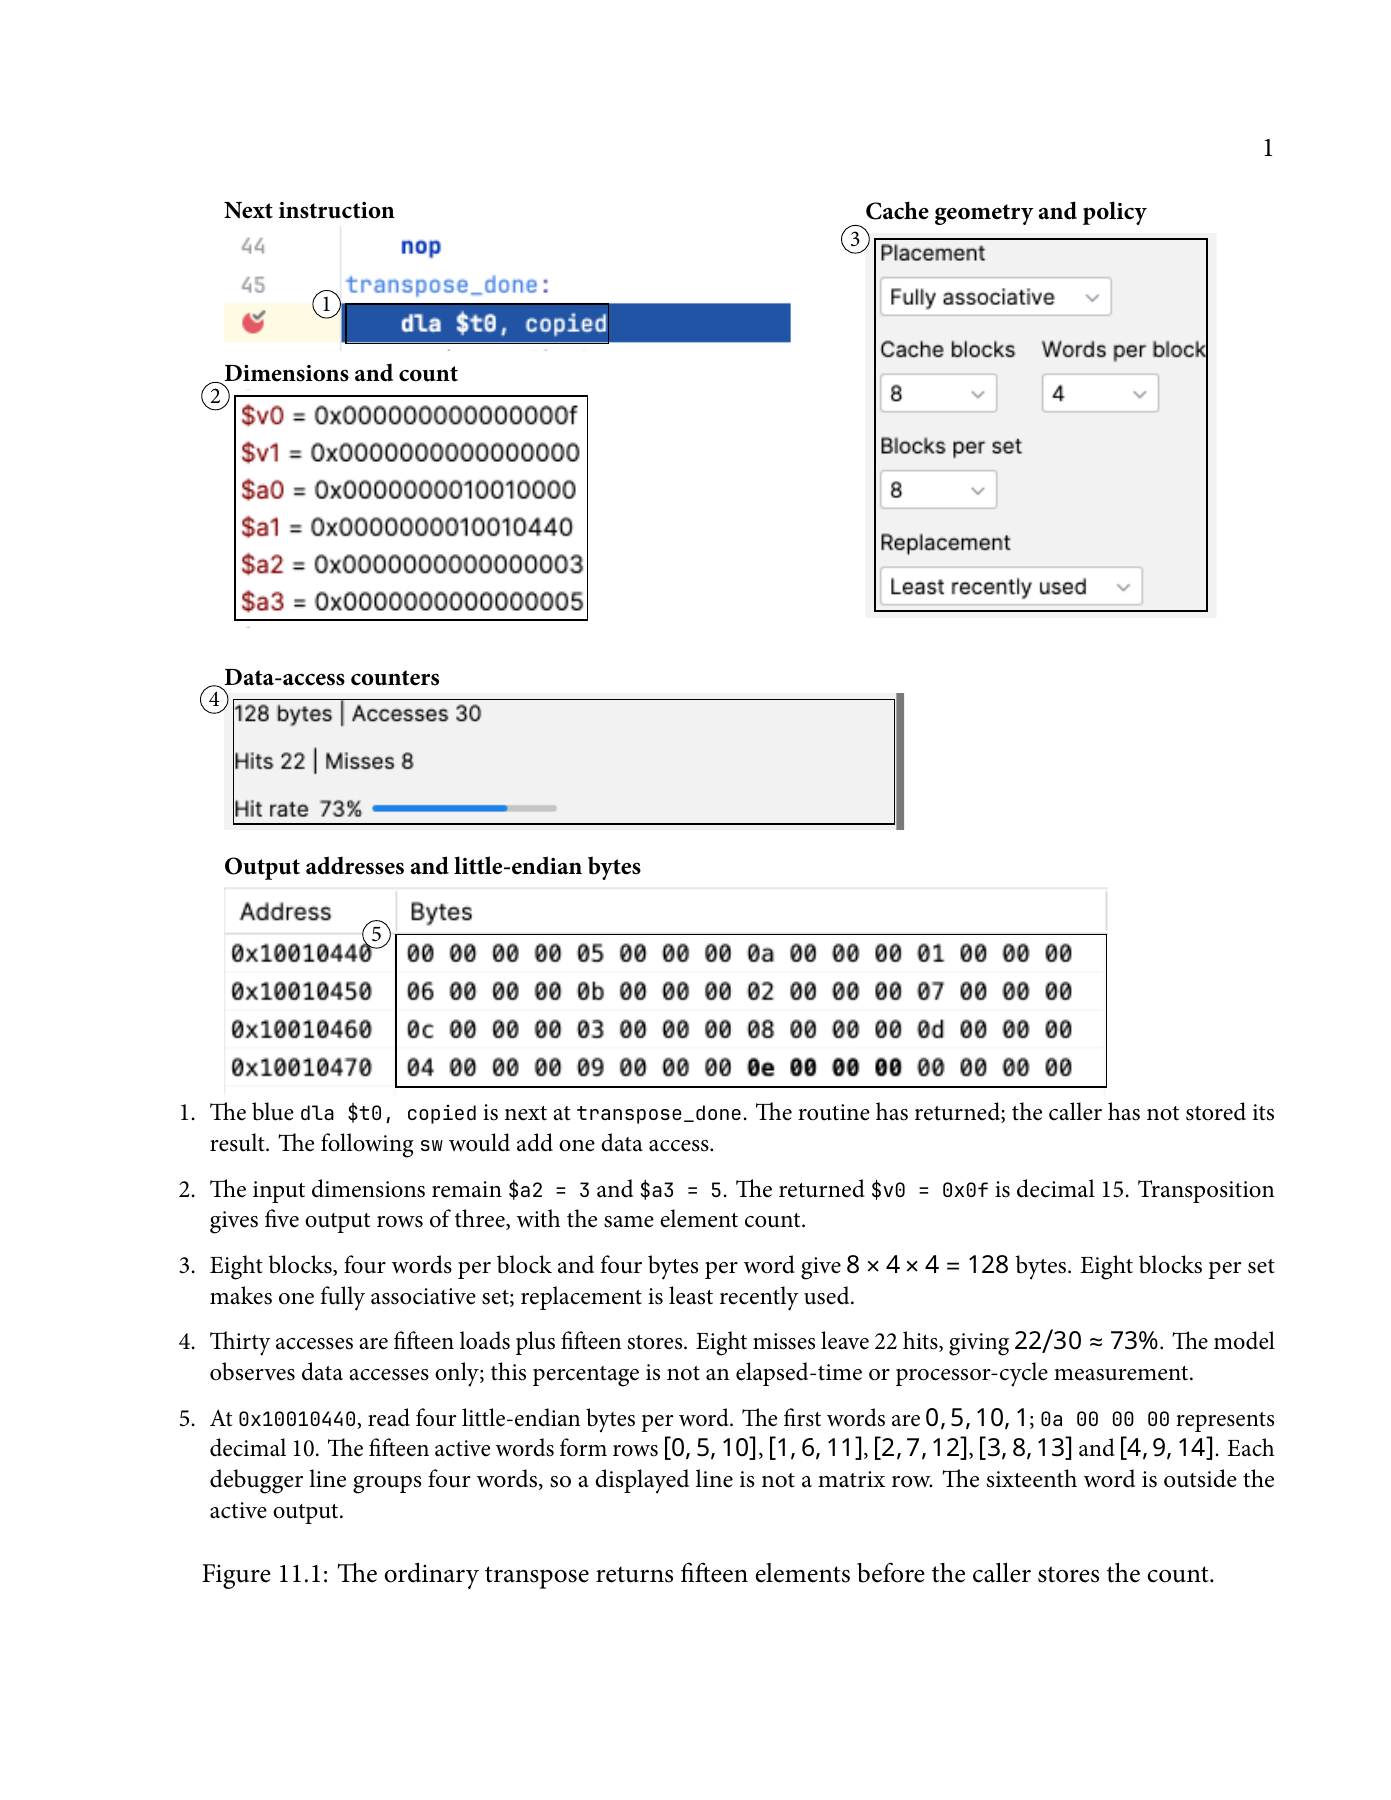 1
Next instruction
44 nop
45 transpose_done:
1
dla $t0, copied
Dimensions and count
2
$v0 = 0x000000000000000f
$v1 = 0x0000000000000000
$a0 = 0x0000000010010000
$a1 = 0x0000000010010440
$a2 = 0x0000000000000003
$a3 = 0x0000000000000005
Cache geometry and policy
3
Placement
Fully associative
Cache blocks Words per block
8 4
Blocks per set
8
Replacement
Least recently used
Data-access counters
4
128 bytes | Accesses 30
Hits 22 | Misses 8
Hit rate 73%
Output addresses and little-endian bytes
Address Bytes
5
0x10010440 00 00 00 00 05 00 00 00 0a 00 00 00 01 00 00 00
0x10010450 06 00 00 00 0b 00 00 00 02 00 00 00 07 00 00 00
0x10010460 0c 00 00 00 03 00 00 00 08 00 00 00 0d 00 00 00
0x10010470 04 00 00 00 09 00 00 00 0e 00 00 00 00 00 00 00
1. The blue dla $t0, copied is next at transpose_done. The routine has returned; the caller has not stored its
result. The following sw would add one data access.
2. The input dimensions remain $a2 = 3 and $a3 = 5. The returned $v0 = 0x0f is decimal 15. Transposition
gives five output rows of three, with the same element count.
3. Eight blocks, four words per block and four bytes per word give 8 × 4 × 4 = 128 bytes. Eight blocks per set
makes one fully associative set; replacement is least recently used.
4. Thirty accesses are fifteen loads plus fifteen stores. Eight misses leave 22 hits, giving 22/30 ≈ 73%. The model
observes data accesses only; this percentage is not an elapsed-time or processor-cycle measurement.
5. At 0x10010440, read four little-endian bytes per word. The first words are 0, 5, 10, 1; 0a 00 00 00 represents
decimal 10. The fifteen active words form rows [0, 5, 10], [1, 6, 11], [2, 7, 12], [3, 8, 13] and [4, 9, 14]. Each
debugger line groups four words, so a displayed line is not a matrix row. The sixteenth word is outside the
active output.
Figure 11.1: The ordinary transpose returns fifteen elements before the caller stores the count.